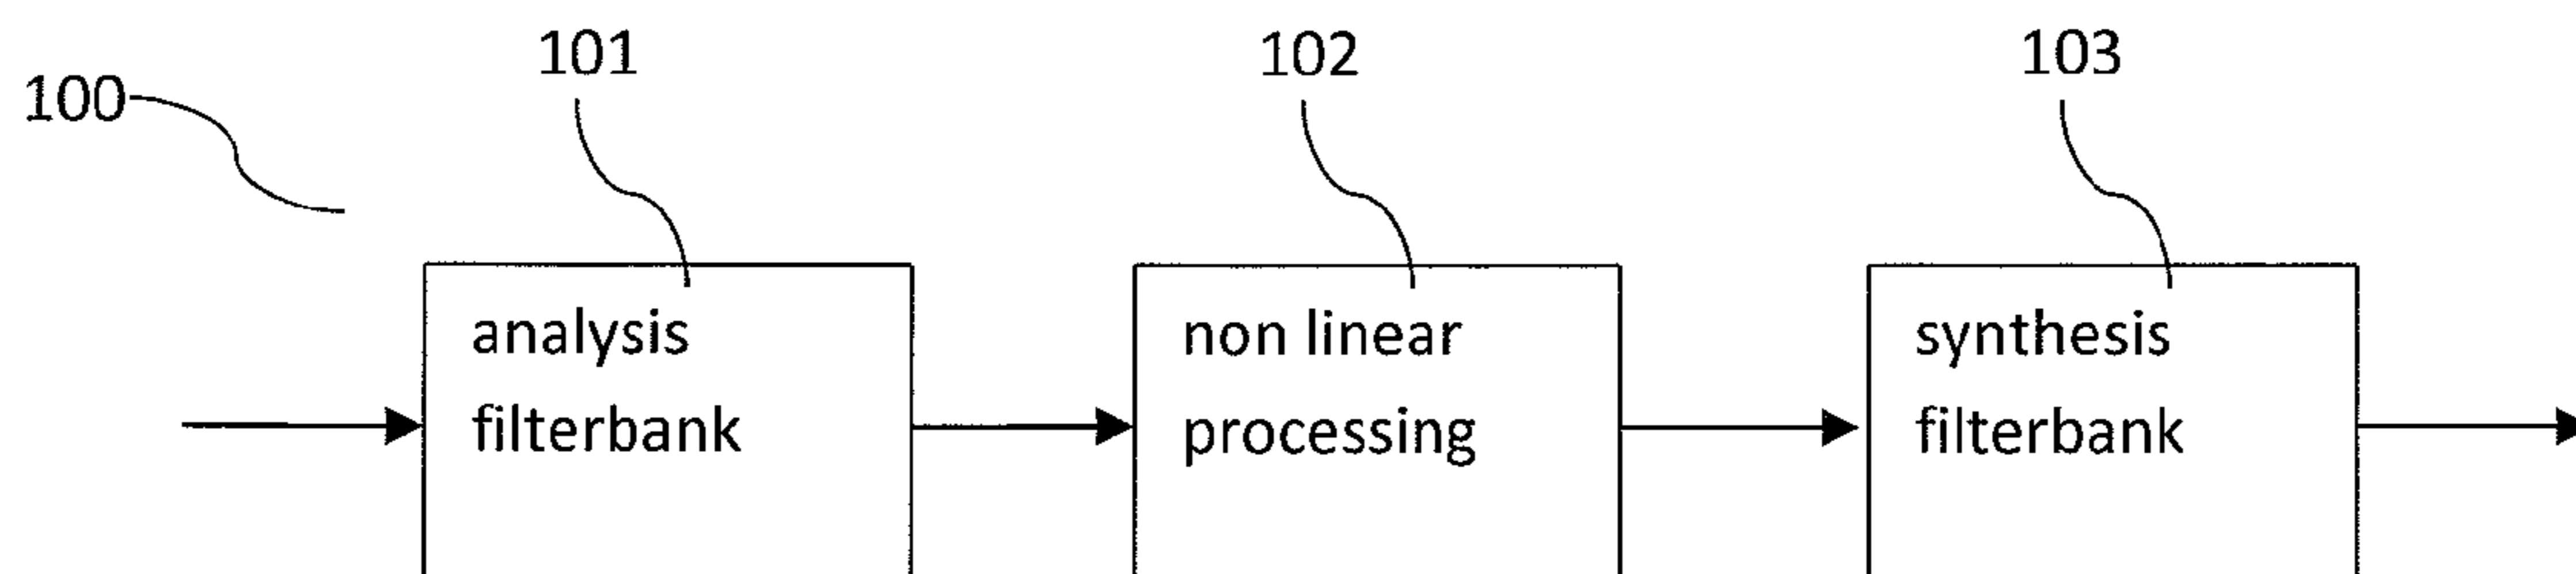 101
102
103
100
analysis
filterbank
non linear
processing
synthesis
filterbank